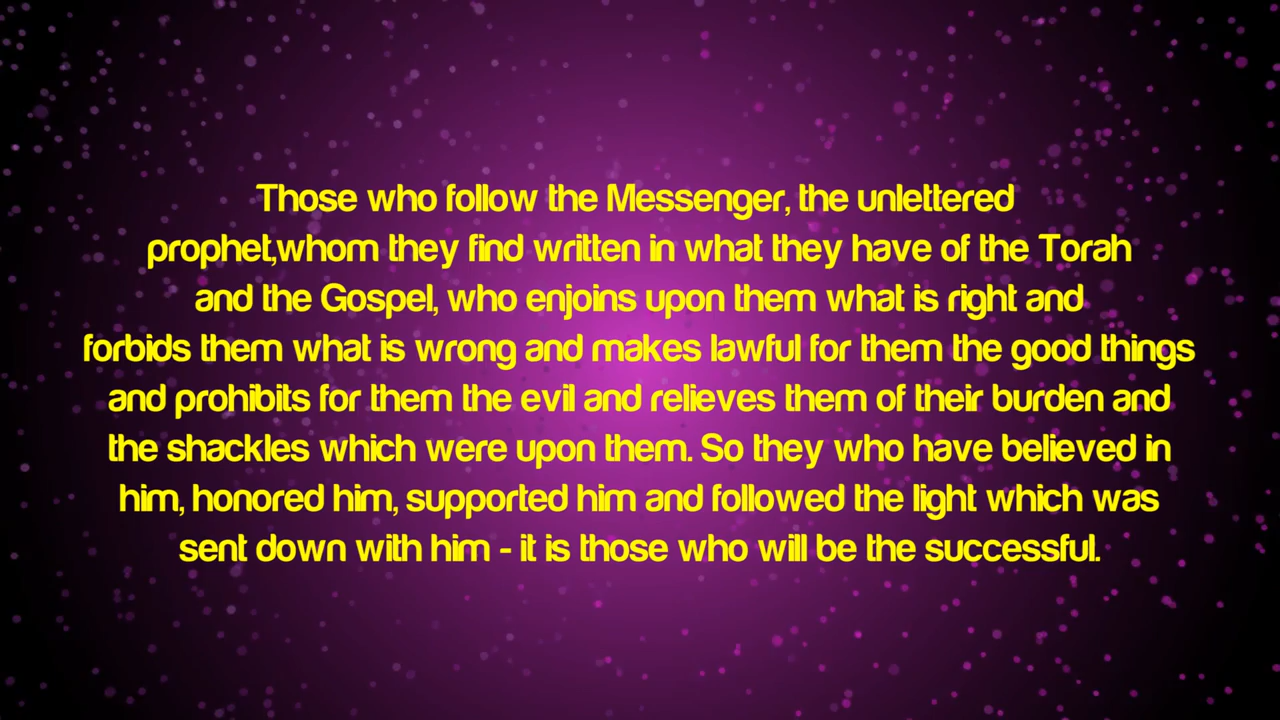 Those who follow the Messenger, the unlettered
prophet,whom they find written in what they have of the Torah
and the Gospel, who enjoins upon them what is right and
forbids them what is wrong and makes lawful for them the good things
and prohibits for them the evil and relieves them of their burden and
the shackles which were upon them. So they who have believed in
him, honored him, supported him and followed the light which was
sent down with him - it is those who will be the successful.